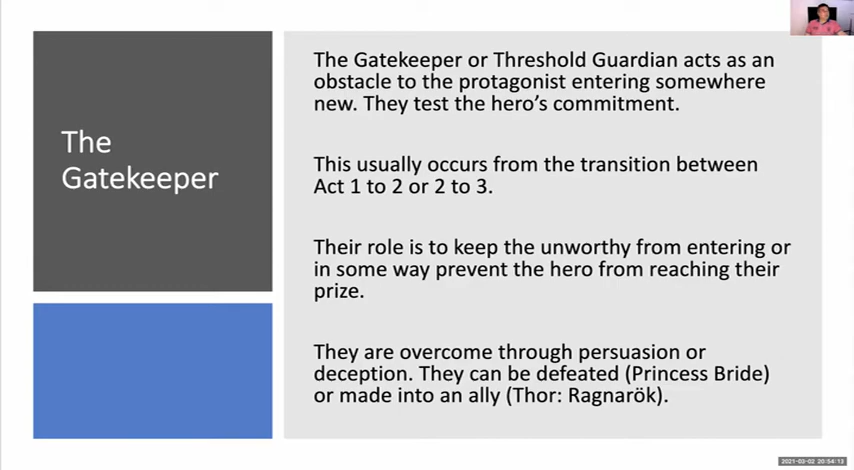 The
Gatekeeper
The Gatekeeper or Threshold Guardian acts as an
obstacle to the protagonist entering somewhere
new. They test the hero's commitment.
This usually occurs from the transition between
Act 1 to 2 or 2 to 3.
Their role is to keep the unworthy from entering or
in some way prevent the hero from reaching their
prize.
They are overcome through persuasion or
deception. They can be defeated (Princess Bride)
or made into an ally (Thor: Ragnarök).
2021-03-02 20:54:13